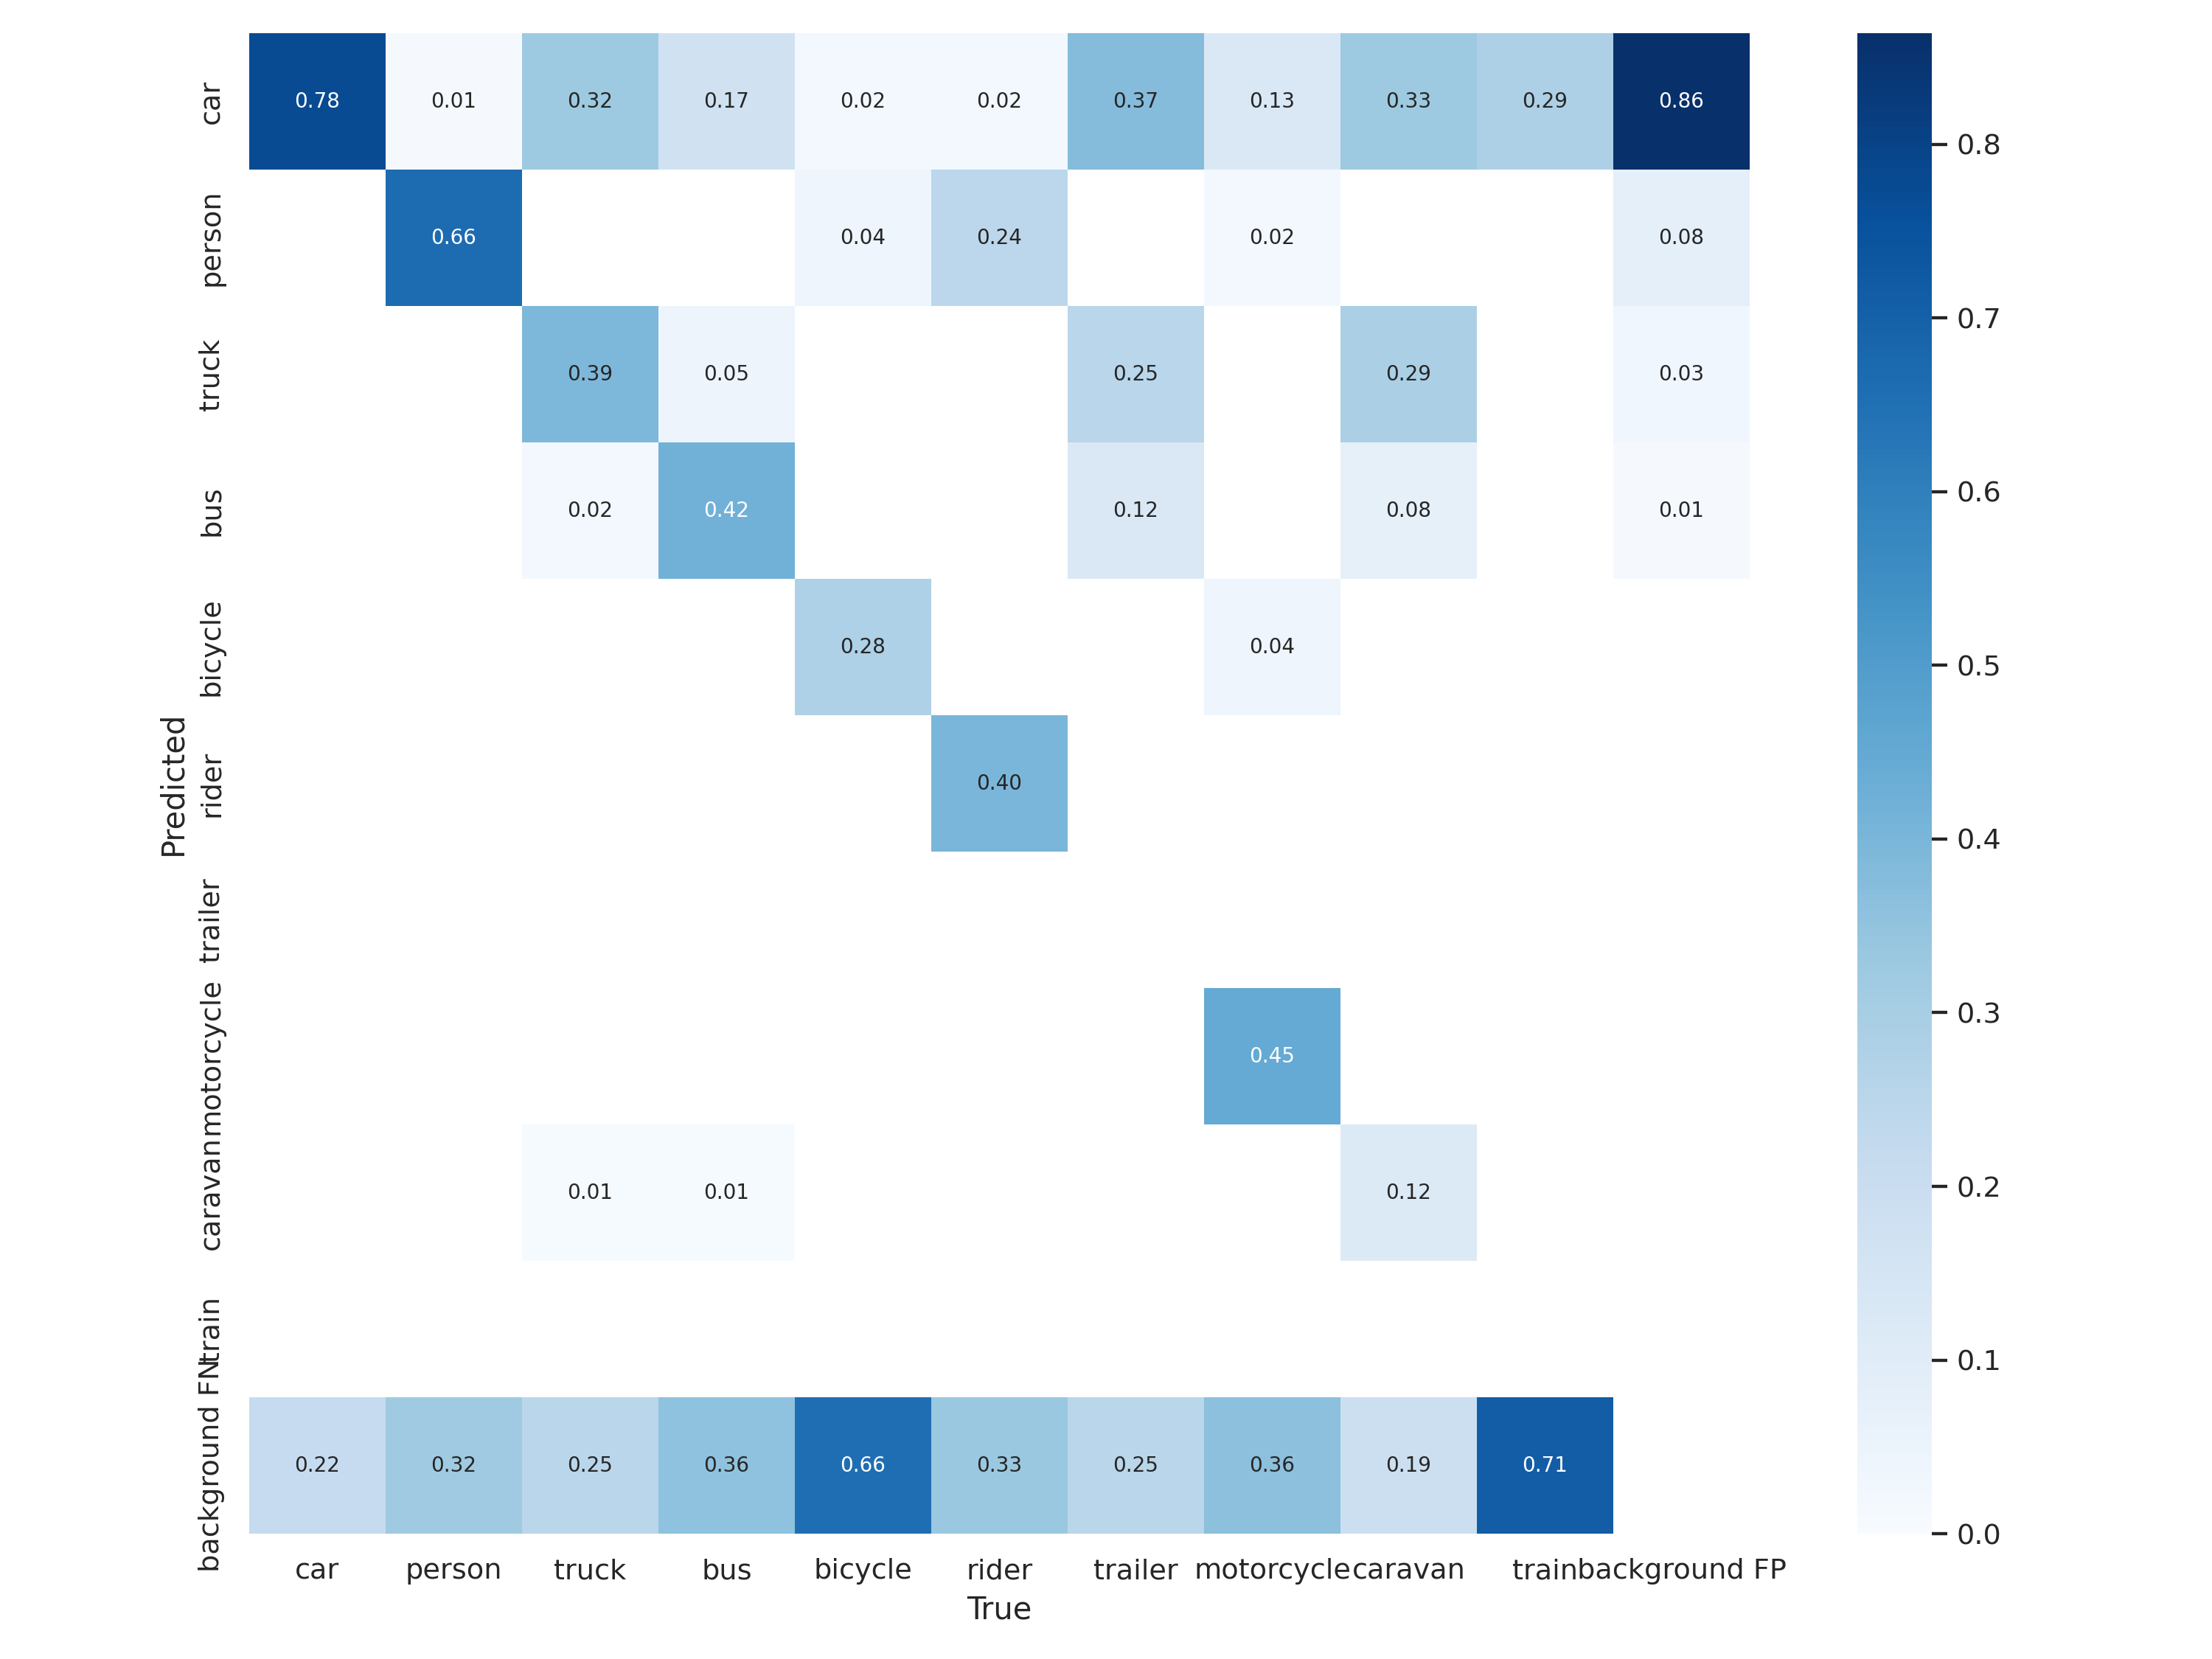 car 0.78 0.01 0.32 0.17 0.02 0.02 0.37 0.13 0.33 0.29 0.86
person 0.66 0.04 0.24 0.02 0.08
truck 0.39 0.05 0.25 0.29 0.03
bus 0.02 0.42 0.12 0.08 0.01
bicycle 0.28 0.04
rider 0.40
trailer
motorcycle 0.45
caravan 0.01 0.01 0.12
train
background FN 0.22 0.32 0.25 0.36 0.66 0.33 0.25 0.36 0.19 0.71
Predicted
car person truck bus bicycle rider trailer motorcycle caravan train background FP
True
0.8
0.7
0.6
0.5
0.4
0.3
0.2
0.1
0.0